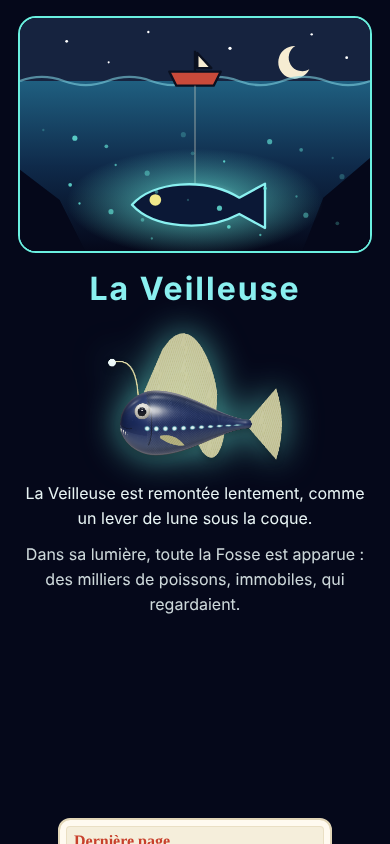 La Veilleuse
La Veilleuse est remontée lentement, comme
un lever de lune sous la coque.
Dans sa lumière, toute la Fosse est apparue :
des milliers de poissons, immobiles, qui
regardaient.
Dernière page